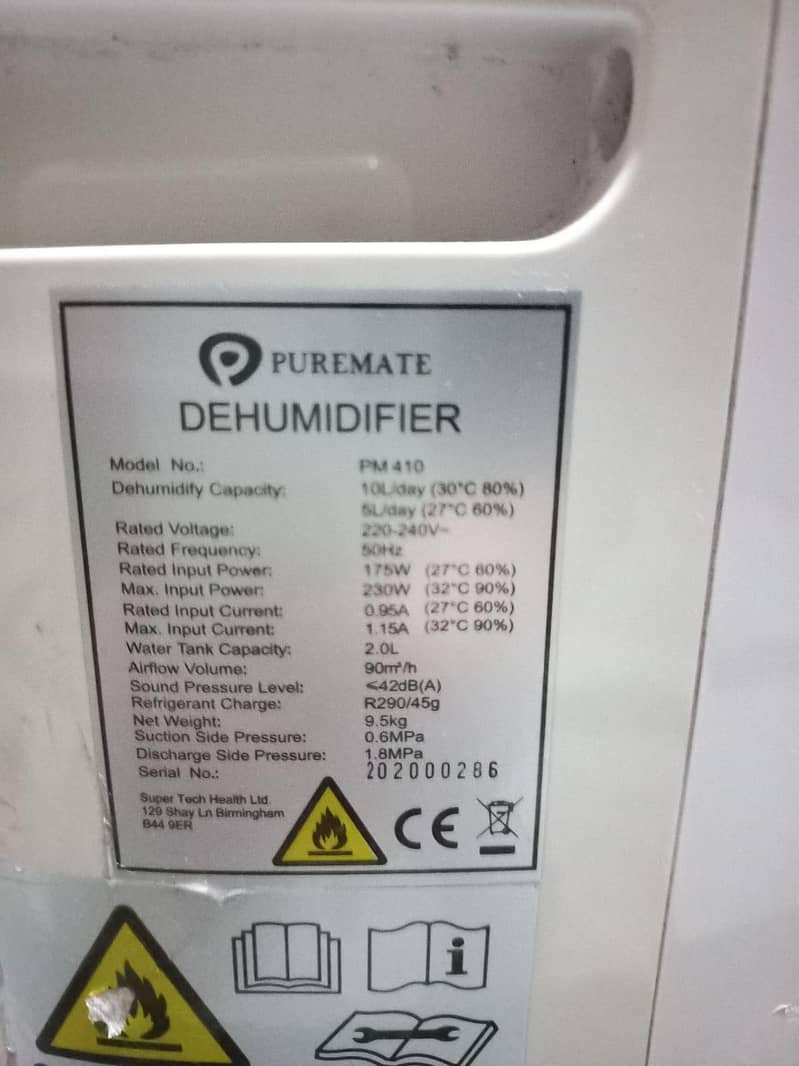 PUREMATE
DEHUMIDIFIER
Model No.: PM 410
Dehumidify Capacity: 10L/day (30°C 80%)
5L/day (27°C 60%)
Rated Voltage: 220-240V~
Rated Frequency: 50Hz
Rated Input Power: 175W (27°C 60%)
Max. Input Power: 230W (32°C 90%)
Rated Input Current: 0.95A (27°C 60%)
Max. Input Current: 1.15A (32°C 90%)
Water Tank Capacity: 2.0L
Airflow Volume: 90m³/h
Sound Pressure Level: ≤42dB(A)
Refrigerant Charge: R290/45g
Net Weight: 9.5kg
Suction Side Pressure: 0.6MPa
Discharge Side Pressure: 1.8MPa
Serial No.: 202000286
Super Tech Health Ltd.
129 Shay Ln Birmingham
B44 9ER
CE
i